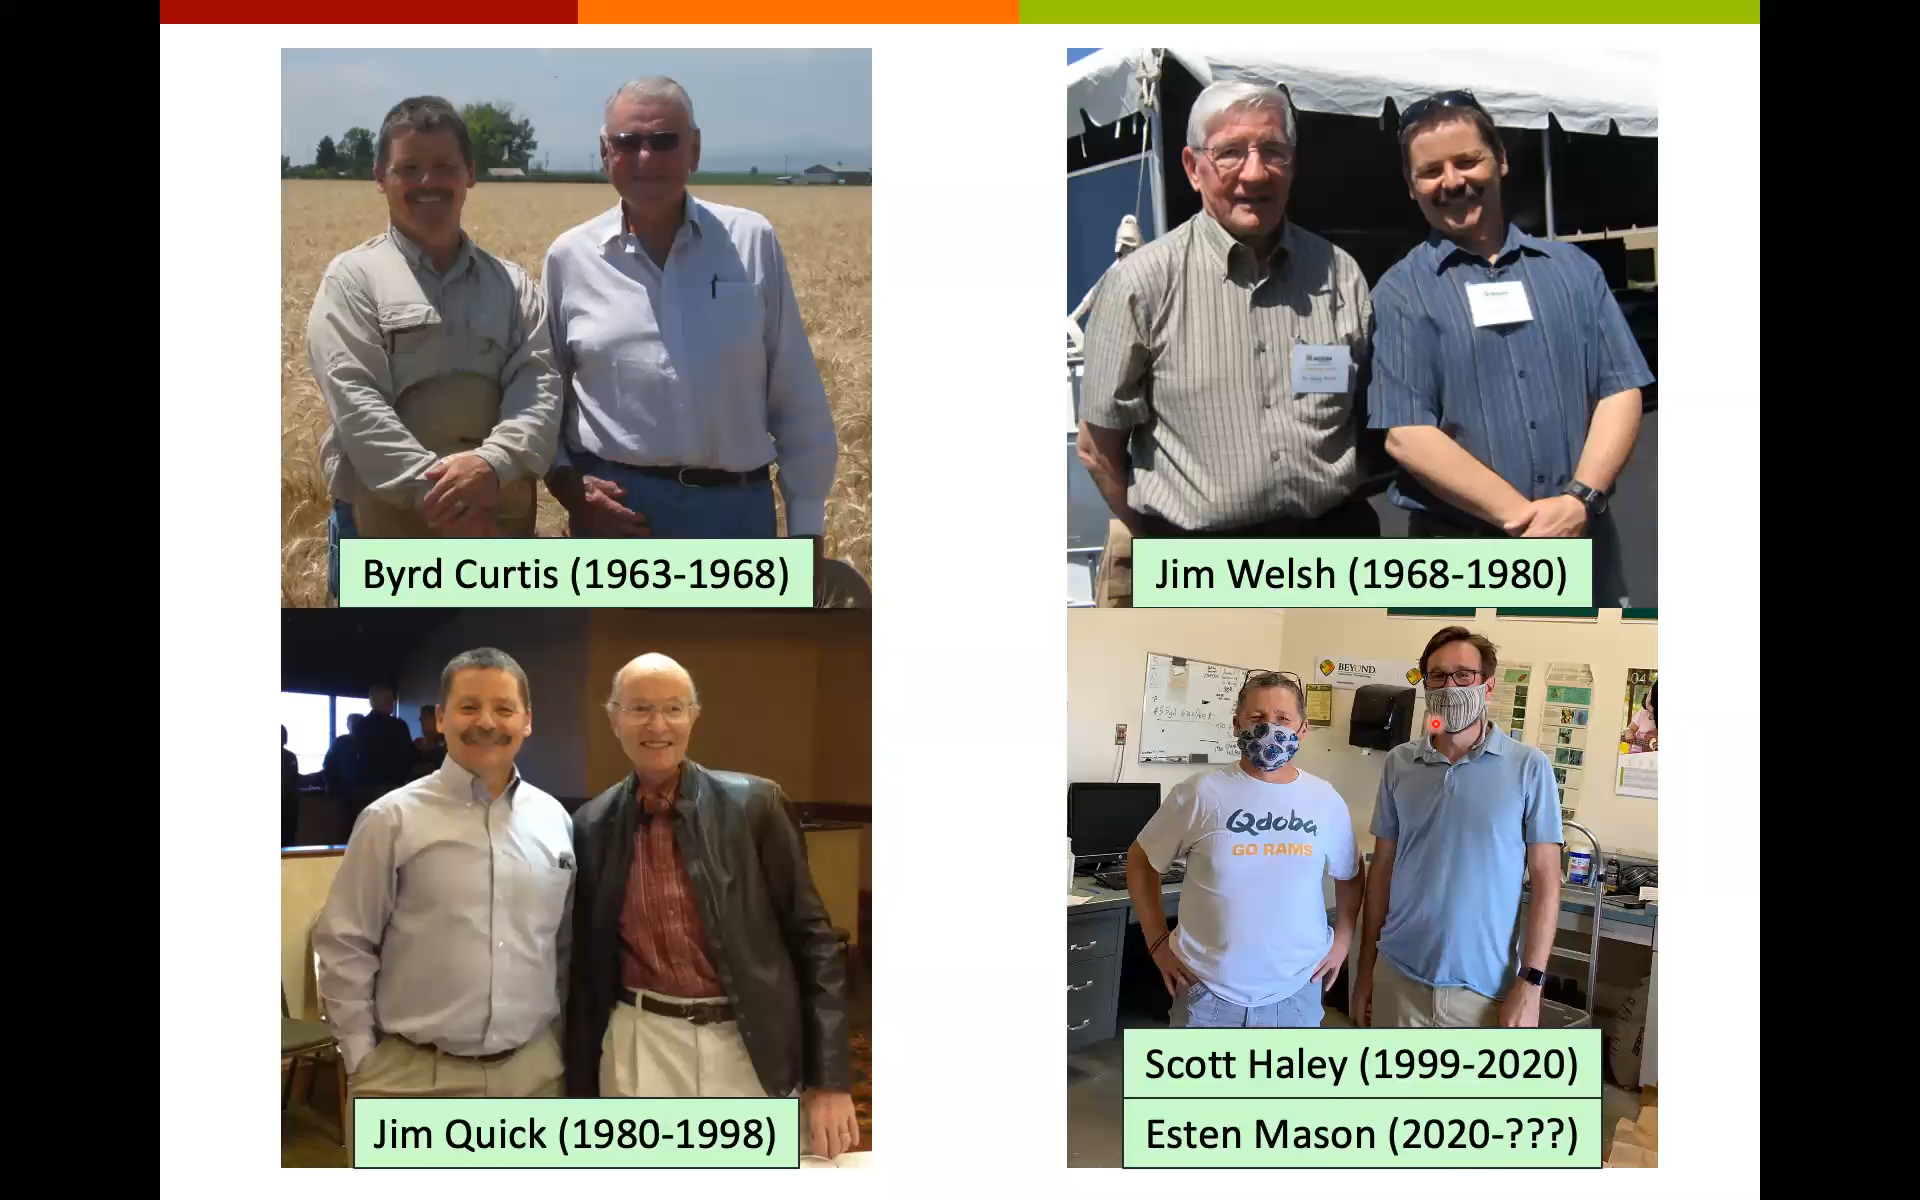 Byrd Curtis (1963-1968)
Jim Welsh (1968-1980)
Jim Quick (1980-1998)
BEYOND
04
Qdoba
GO RAMS
Scott Haley (1999-2020)
Esten Mason (2020-???)